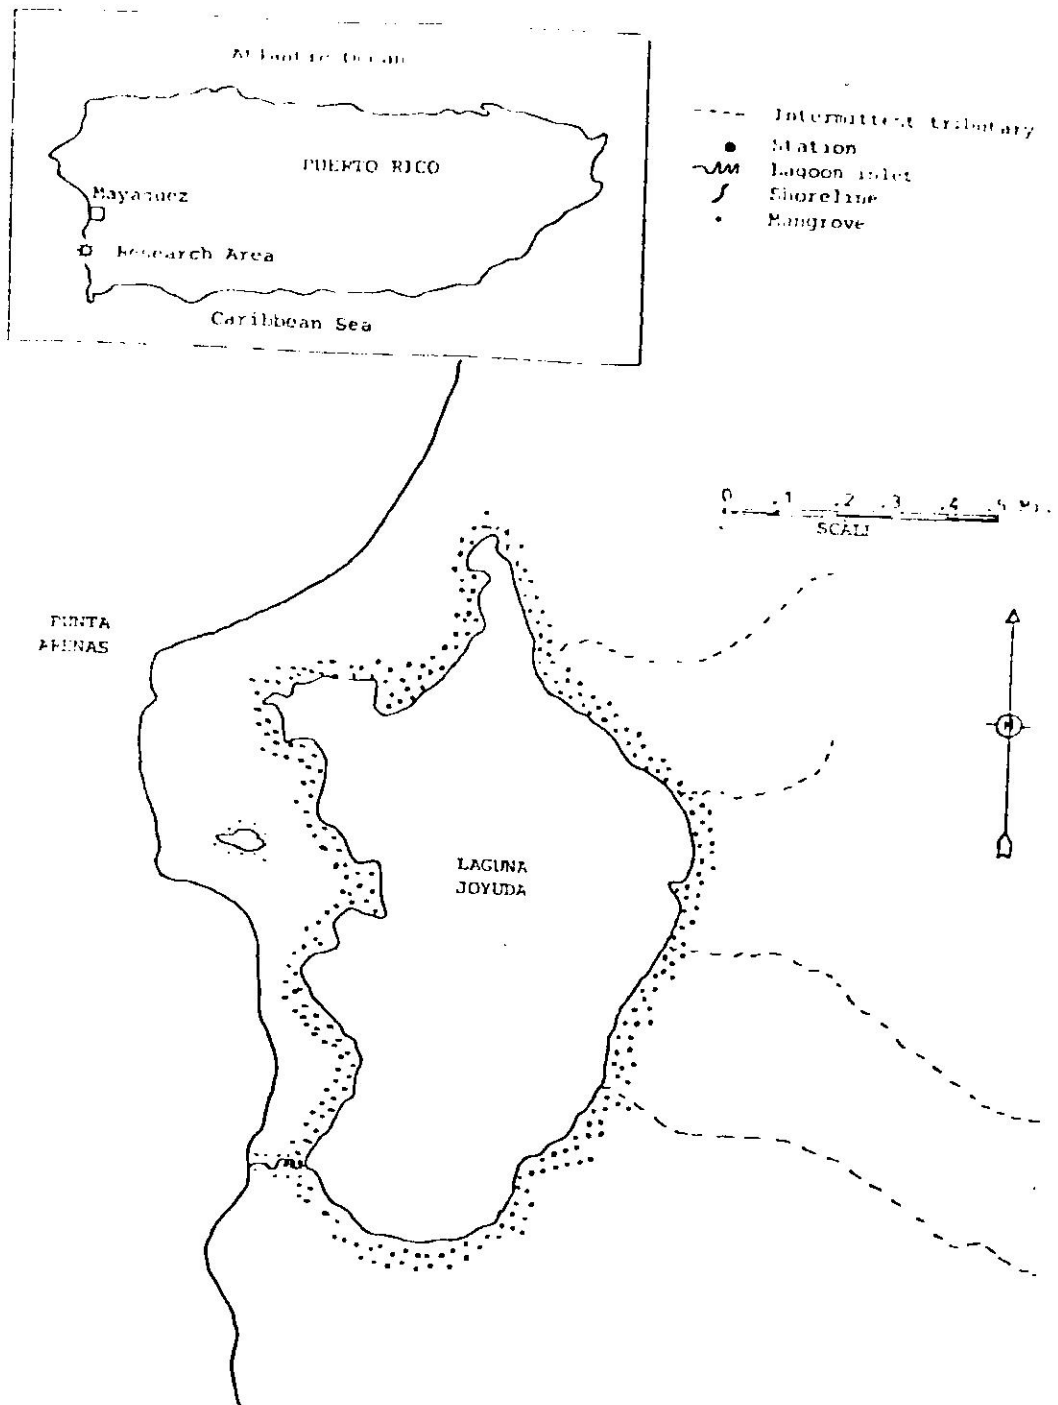 Atlantic Ocean
PUERTO RICO
Mayaguez
Research Area
Caribbean Sea
Intermittent tributary
Station
Lagoon inlet
Shoreline
Mangrove
0 .1 .2 .3 .4 .5 Mi.
SCALE
PUNTA
ARENAS
N
LAGUNA
JOYUDA